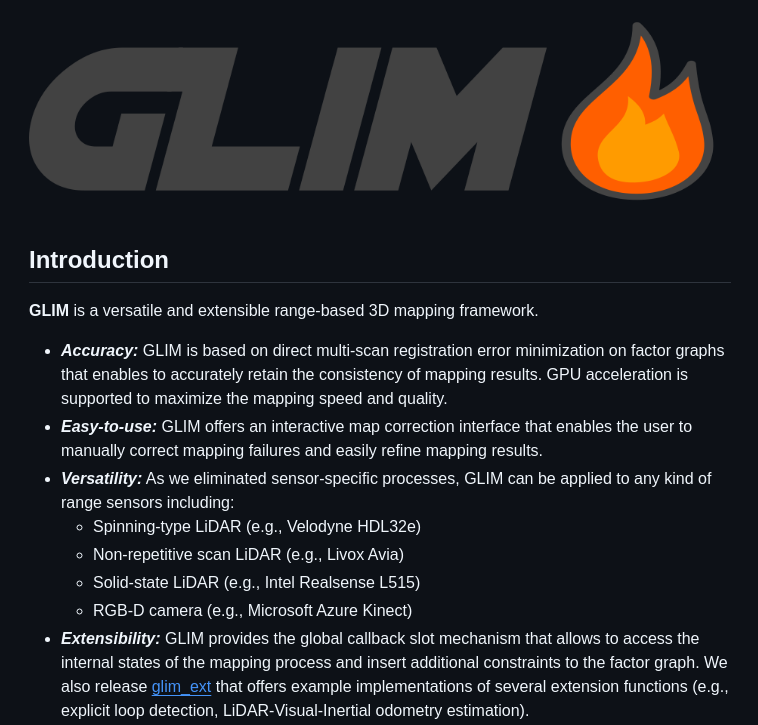 GLIM
Introduction
GLIM is a versatile and extensible range-based 3D mapping framework.
• Accuracy: GLIM is based on direct multi-scan registration error minimization on factor graphs
that enables to accurately retain the consistency of mapping results. GPU acceleration is
supported to maximize the mapping speed and quality.
• Easy-to-use: GLIM offers an interactive map correction interface that enables the user to
manually correct mapping failures and easily refine mapping results.
• Versatility: As we eliminated sensor-specific processes, GLIM can be applied to any kind of
range sensors including:
◦ Spinning-type LiDAR (e.g., Velodyne HDL32e)
◦ Non-repetitive scan LiDAR (e.g., Livox Avia)
◦ Solid-state LiDAR (e.g., Intel Realsense L515)
◦ RGB-D camera (e.g., Microsoft Azure Kinect)
• Extensibility: GLIM provides the global callback slot mechanism that allows to access the
internal states of the mapping process and insert additional constraints to the factor graph. We
also release glim_ext that offers example implementations of several extension functions (e.g.,
explicit loop detection, LiDAR-Visual-Inertial odometry estimation).